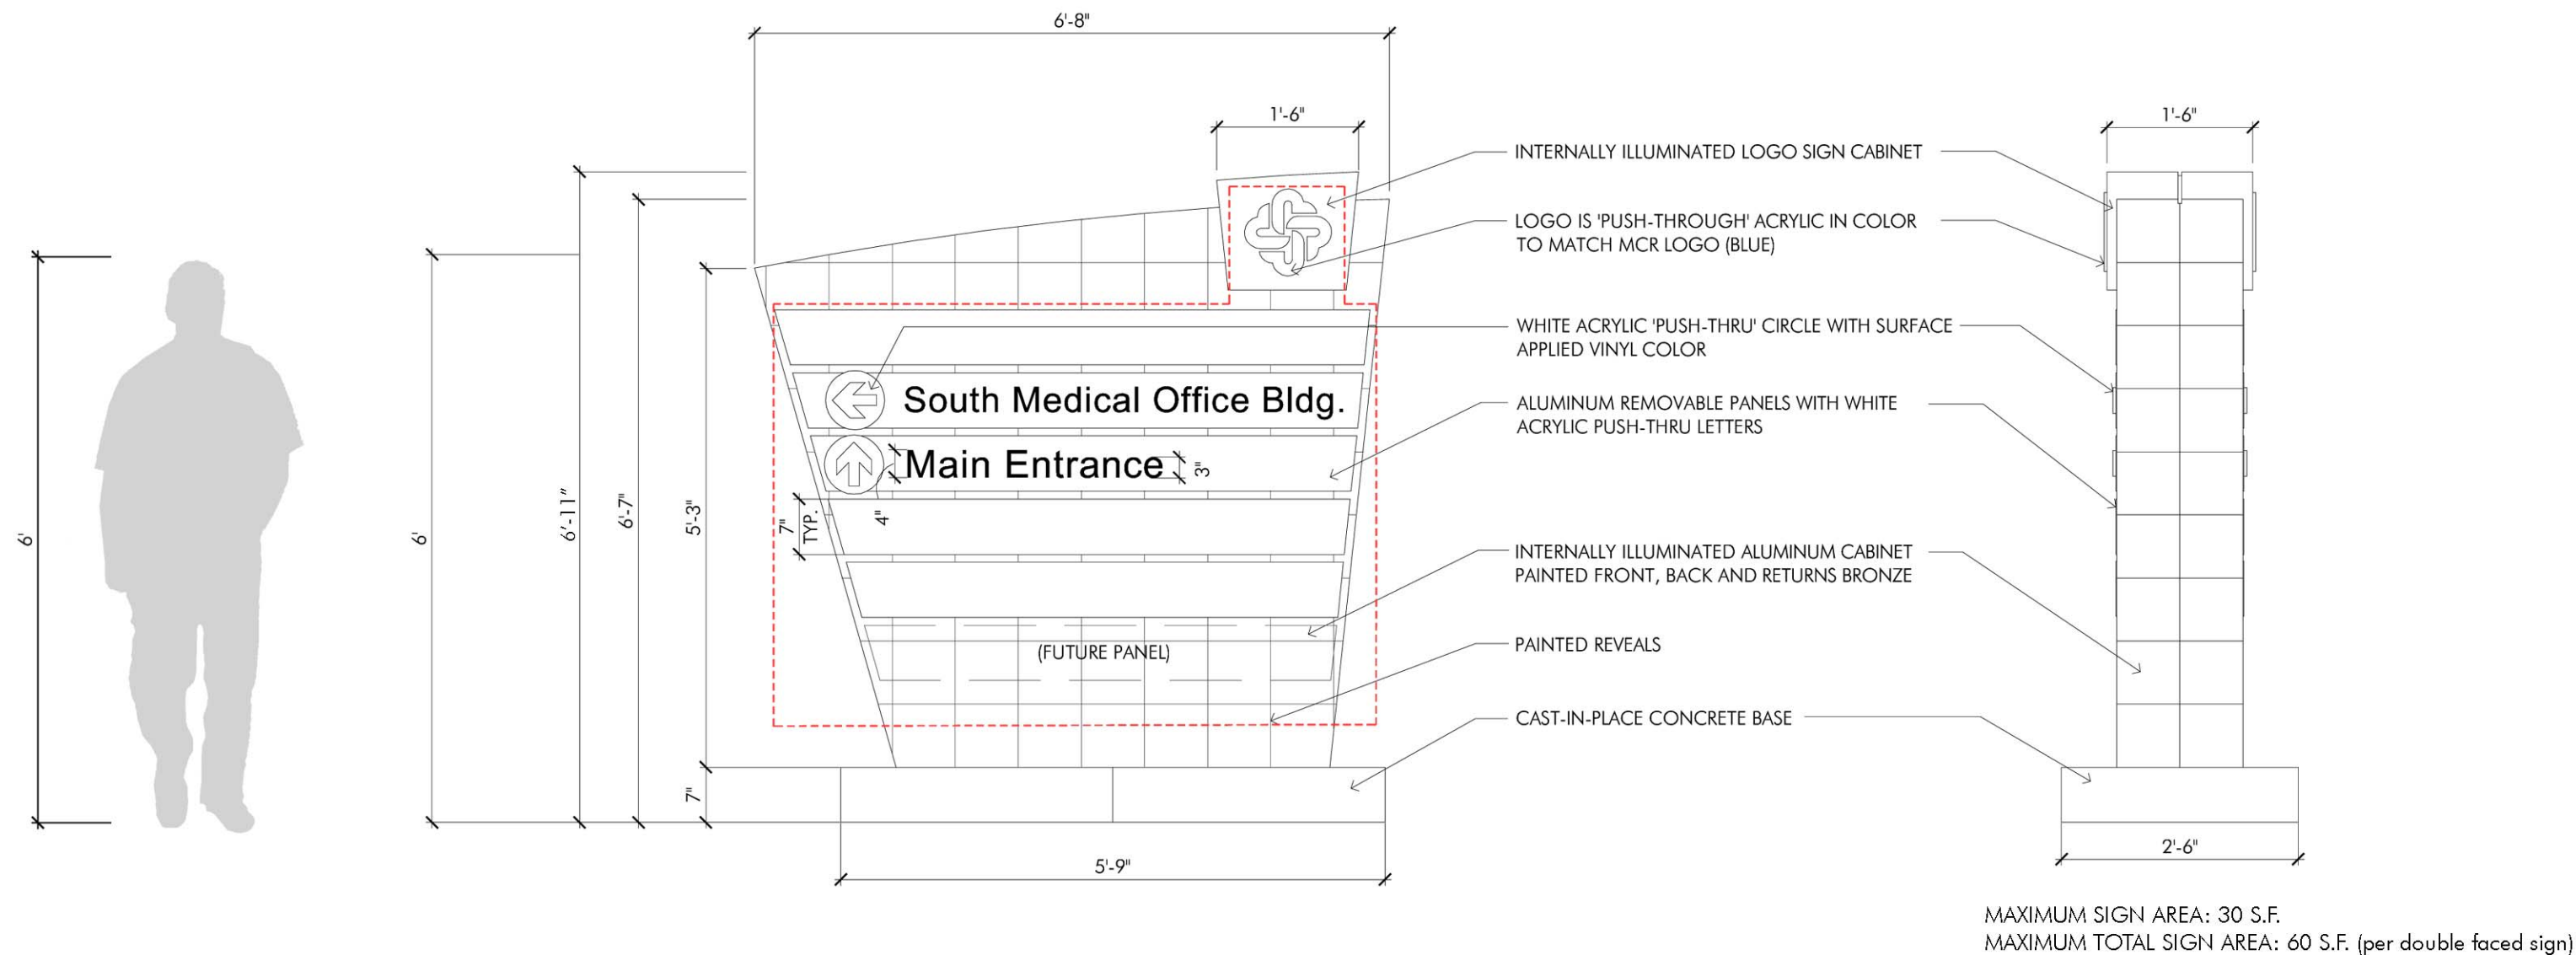 6'-8"
1'-6"
1'-6"
INTERNALLY ILLUMINATED LOGO SIGN CABINET
LOGO IS 'PUSH-THROUGH' ACRYLIC IN COLOR
TO MATCH MCR LOGO (BLUE)
WHITE ACRYLIC 'PUSH-THRU' CIRCLE WITH SURFACE
APPLIED VINYL COLOR
South Medical Office Bldg.
ALUMINUM REMOVABLE PANELS WITH WHITE
ACRYLIC PUSH-THRU LETTERS
Main Entrance
3"
4"
7"
TYP.
6'
6'
6'-11"
6'-7"
5'-3"
INTERNALLY ILLUMINATED ALUMINUM CABINET
PAINTED FRONT, BACK AND RETURNS BRONZE
(FUTURE PANEL)
PAINTED REVEALS
CAST-IN-PLACE CONCRETE BASE
7"
5'-9"
2'-6"
MAXIMUM SIGN AREA: 30 S.F.
MAXIMUM TOTAL SIGN AREA: 60 S.F. (per double faced sign)